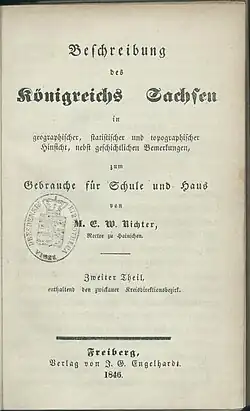 Beschreibung
des
Königreichs Sachsen
in
geographischer, statistischer und topographischer
Hinsicht, nebst geschichtlichen Bemerkungen,
zum
Gebrauche für Schule und Haus
von
M. E. W. Richter,
Rector zu Hainichen.
Zweiter Theil,
enthaltend den zwickauer Kreisdirektionsbezirk.
Freiberg,
Verlag von J. G. Engelhardt.
1846.